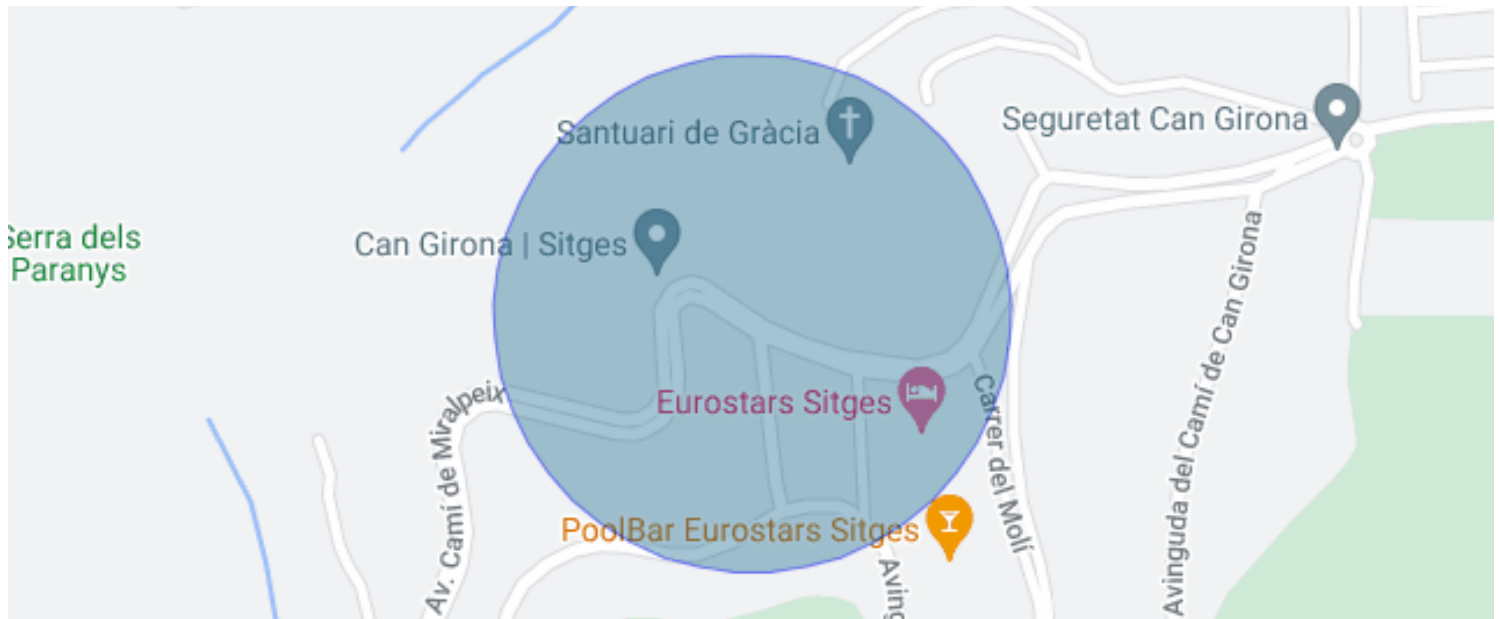 Santuari de Gràcia
Seguretat Can Girona
Serra dels
Paranys
Can Girona | Sitges
Avinguda del Camí de Can Girona
Av. Camí de Miralpeix
Eurostars Sitges
Carrer del Molí
PoolBar Eurostars Sitges
Aving